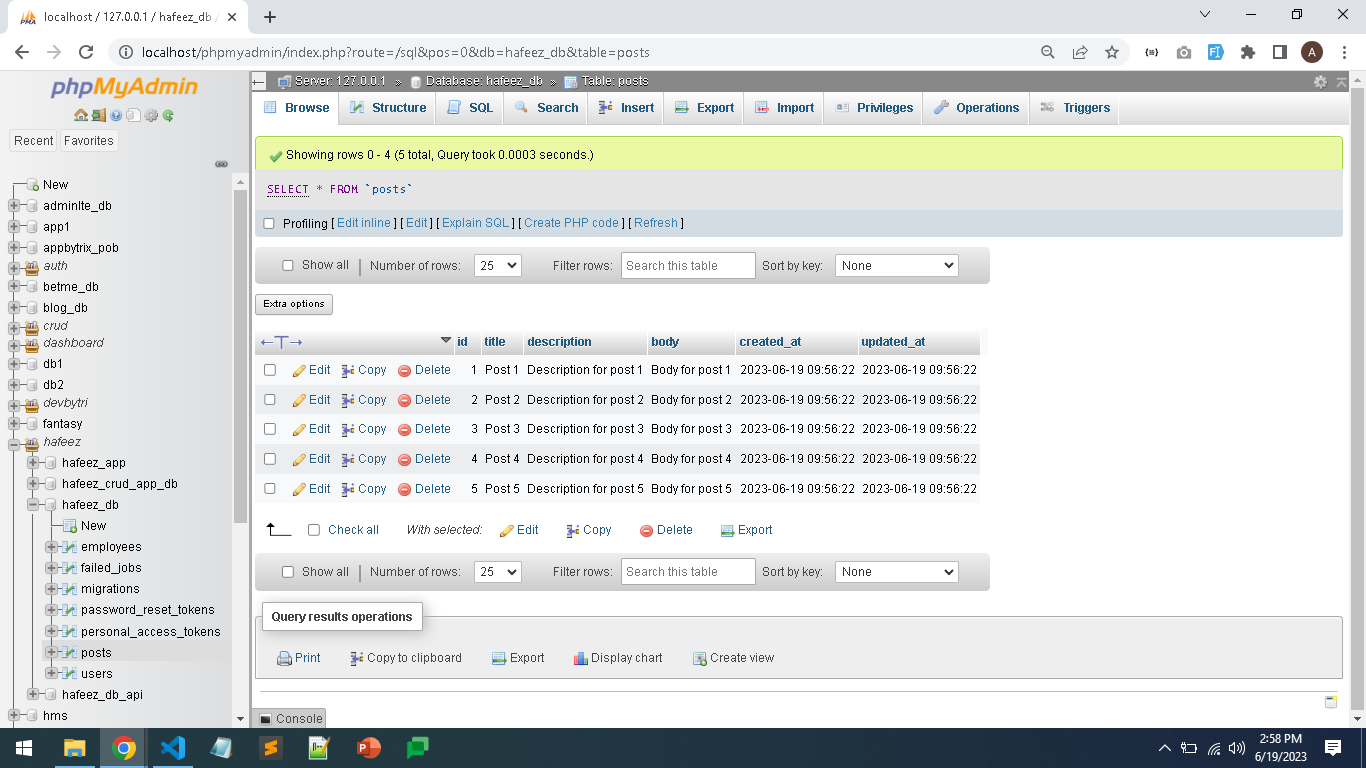 localhost / 127.0.0.1 / hafeez_db /
localhost/phpmyadmin/index.php?route=/sql&pos=0&db=hafeez_db&table=posts
A
phpMyAdmin
Recent Favorites
New
adminlte_db
app1
appbytrix_pob
auth
betme_db
blog_db
crud
dashboard
db1
db2
devbytri
fantasy
hafeez
hafeez_app
hafeez_crud_app_db
hafeez_db
New
employees
failed_jobs
migrations
password_reset_tokens
personal_access_tokens
posts
users
hafeez_db_api
hms
Server: 127.0.0.1 » Database: hafeez_db » Table: posts
Browse Structure SQL Search Insert Export Import Privileges Operations Triggers
Showing rows 0 - 4 (5 total, Query took 0.0003 seconds.)
SELECT * FROM `posts`
Profiling [ Edit inline ] [ Edit ] [ Explain SQL ] [ Create PHP code ] [ Refresh ]
Show all | Number of rows: 25 Filter rows: Search this table Sort by key: None
Extra options
←T→ id title description body created_at updated_at
Edit Copy Delete 1 Post 1 Description for post 1 Body for post 1 2023-06-19 09:56:22 2023-06-19 09:56:22
Edit Copy Delete 2 Post 2 Description for post 2 Body for post 2 2023-06-19 09:56:22 2023-06-19 09:56:22
Edit Copy Delete 3 Post 3 Description for post 3 Body for post 3 2023-06-19 09:56:22 2023-06-19 09:56:22
Edit Copy Delete 4 Post 4 Description for post 4 Body for post 4 2023-06-19 09:56:22 2023-06-19 09:56:22
Edit Copy Delete 5 Post 5 Description for post 5 Body for post 5 2023-06-19 09:56:22 2023-06-19 09:56:22
Check all With selected: Edit Copy Delete Export
Show all | Number of rows: 25 Filter rows: Search this table Sort by key: None
Query results operations
Print Copy to clipboard Export Display chart Create view
Console
2:58 PM
6/19/2023